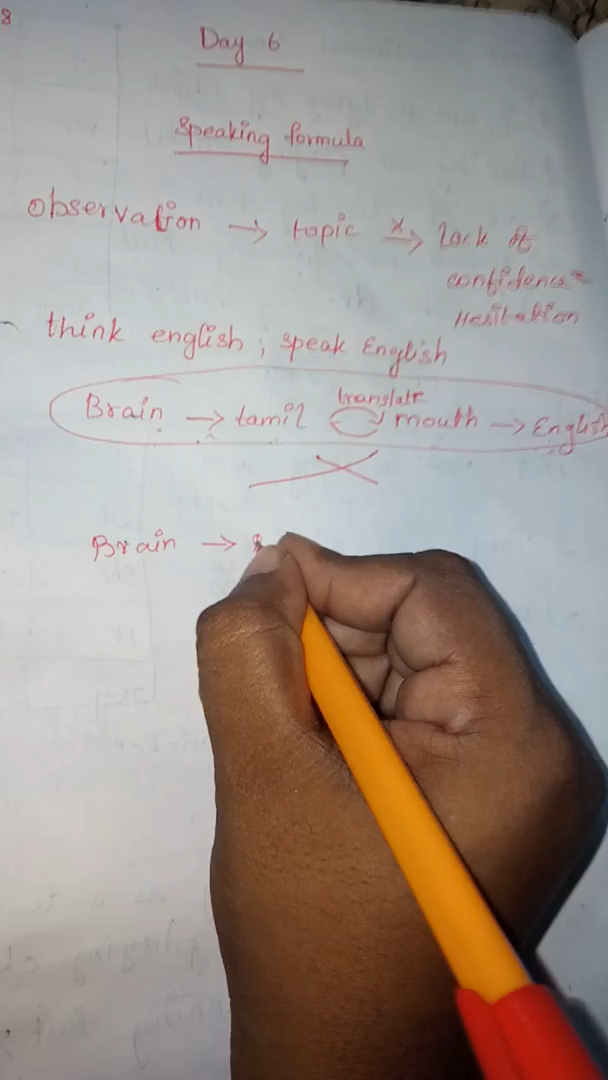 8
Day 6
Speaking formula
observation → topic x→ lack of
confidence
Hesitation
think english ; speak English
translate
Brain → tamil mouth → English
Brain →